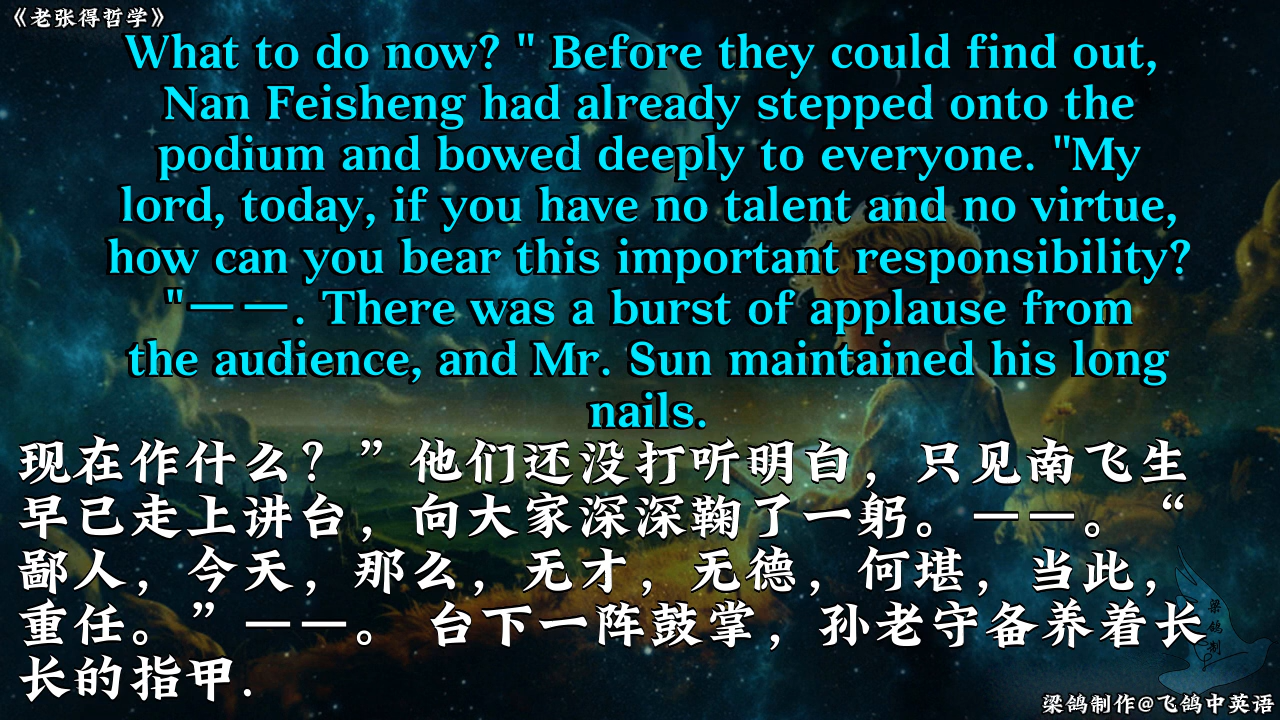 《老张得哲学》
What to do now? " Before they could find out,
Nan Feisheng had already stepped onto the
podium and bowed deeply to everyone. "My
lord, today, if you have no talent and no virtue,
how can you bear this important responsibility?
"——. There was a burst of applause from
the audience, and Mr. Sun maintained his long
nails.
现在作什么？”他们还没打听明白，只见南飞生
早已走上讲台，向大家深深鞠了一躬。——。“
鄙人，今天，那么，无才，无德，何堪，当此，
重任。”——。 台下一阵鼓掌，孙老守备养着长
长的指甲.
梁鸽制
梁鸽制作@飞鸽中英语